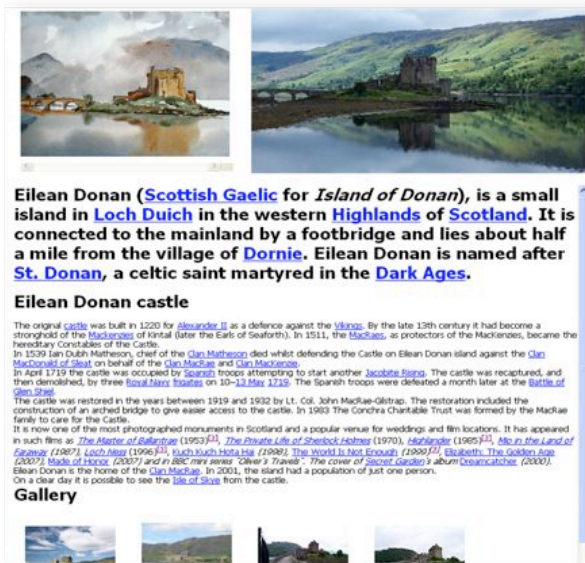 Eilean Donan (Scottish Gaelic for Island of Donan), is a small
island in Loch Duich in the western Highlands of Scotland. It is
connected to the mainland by a footbridge and lies about half
a mile from the village of Dornie. Eilean Donan is named after
St. Donan, a celtic saint martyred in the Dark Ages.
Eilean Donan castle
The original castle was built in 1220 for Alexander II as a defence against the Vikings. By the late 13th century it had become a
stronghold of the Mackenzies of Kintail (later the Earls of Seaforth). In 1511, the MacRaes, as protectors of the MacKenzies, became the
hereditary Constables of the Castle.
In 1539 Iain Dubh Matheson, chief of the Clan Matheson died whilst defending the Castle on Eilean Donan island against the Clan
MacDonald of Sleat on behalf of the Clan MacRae and Clan MacKenzie.
In April 1719 the castle was occupied by Spanish troops attempting to start another Jacobite Rising. The castle was recaptured, and
then demolished, by three Royal Navy frigates on 10–13 May 1719. The Spanish troops were defeated a month later at the Battle of
Glen Shiel.
The castle was restored in the years between 1919 and 1932 by Lt. Col. John MacRae-Gilstrap. The restoration included the
construction of an arched bridge to give easier access to the castle. In 1983 The Conchra Charitable Trust was formed by the MacRae
family to care for the Castle.
It is now one of the most photographed monuments in Scotland and a popular venue for weddings and film locations. It has appeared
in such films as The Master of Ballantrae (1953)[3], The Private Life of Sherlock Holmes (1970), Highlander (1985)[3], Mio in the Land of
Faraway (1987), Loch Ness (1996)[3], Kuch Kuch Hota Hai (1998), The World Is Not Enough (1999)[3], Elizabeth: The Golden Age
(2007), Made of Honor (2007) and in BBC mini series "Oliver's Travels". The cover of Secret Garden's album Dreamcatcher (2000).
Eilean Donan is the home of the Clan MacRae. In 2001, the island had a population of just one person.
On a clear day it is possible to see the Isle of Skye from the castle.
Gallery